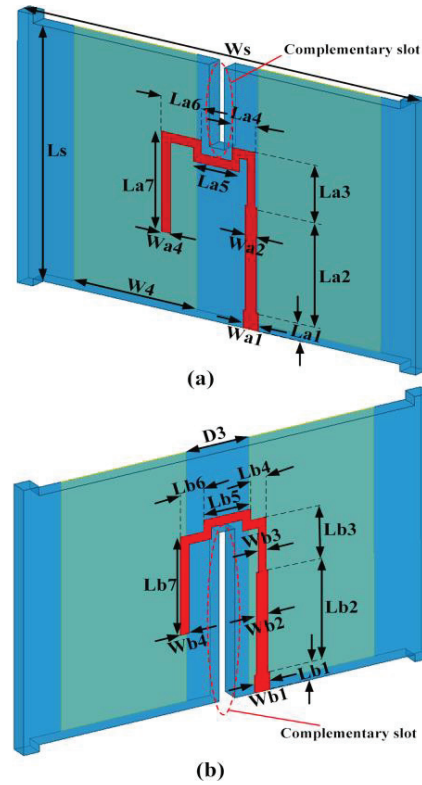 Ws
Complementary slot
La6
La4
La7
La5
La3
Ls
Wa4
Wa2
La2
W4
La1
Wa1
(a)
D3
Lb6
Lb4
Lb5
Wb3
Lb3
Lb7
Wb2
Lb2
Wb4
Lb1
Wb1
Complementary slot
(b)